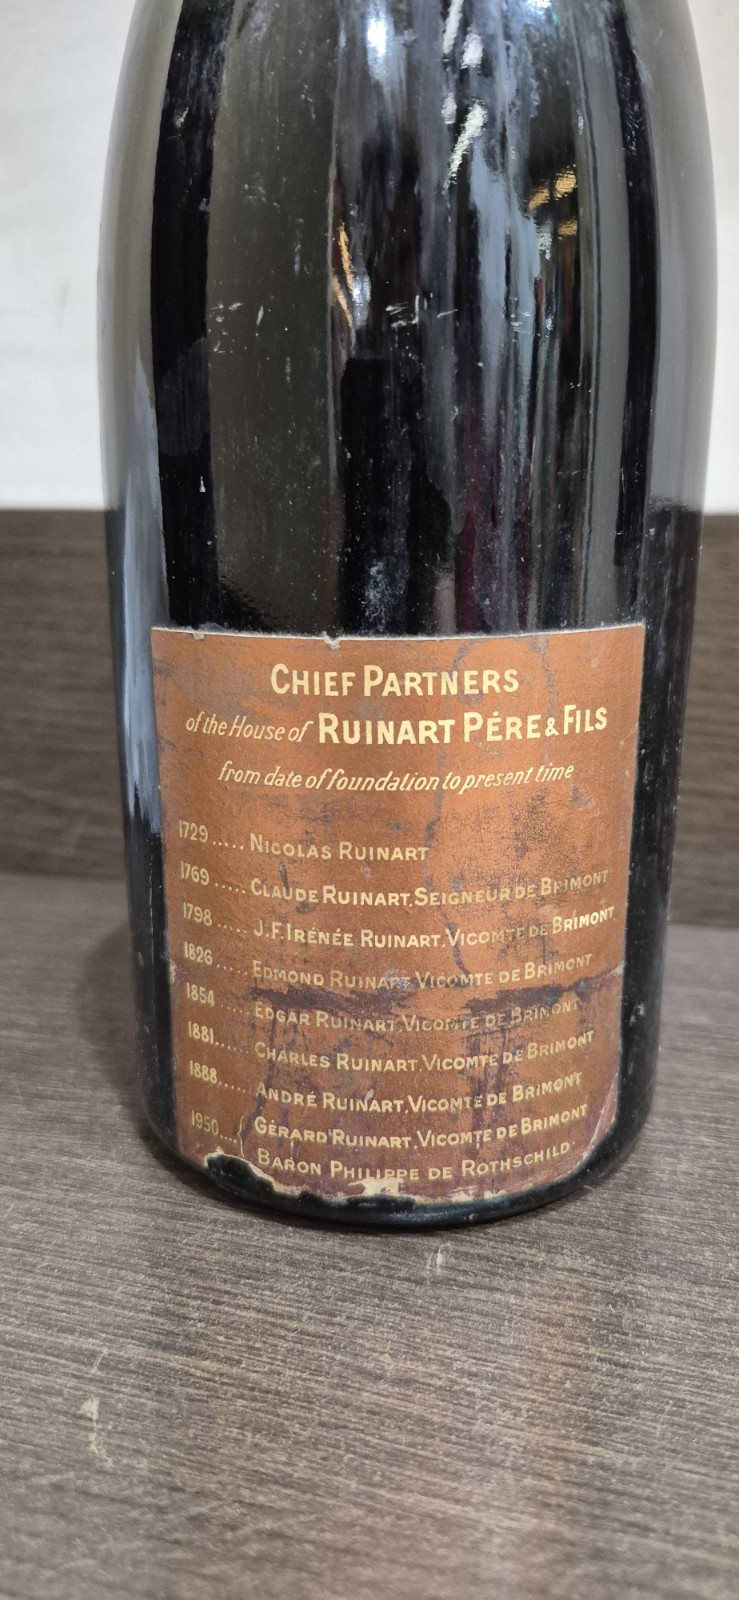 CHIEF PARTNERS
of the House of RUINART PÉRE & FILS
from date of foundation to present time
1729..... NICOLAS RUINART
1769..... CLAUDE RUINART.SEIGNEUR DE BRIMONT
1798..... J.F.IRÉNÉE RUINART.VICOMTE DE BRIMONT
1826..... EDMOND RUINART VICOMTE DE BRIMONT
1854..... EDGAR RUINART.VICOMTE DE BRIMONT
1881..... CHARLES RUINART.VICOMTE DE BRIMONT
1888..... ANDRÉ RUINART.VICOMTE DE BRIMONT
GÉRARD RUINART.VICOMTE DE BRIMONT
1950.... BARON PHILIPPE DE ROTHSCHILD.